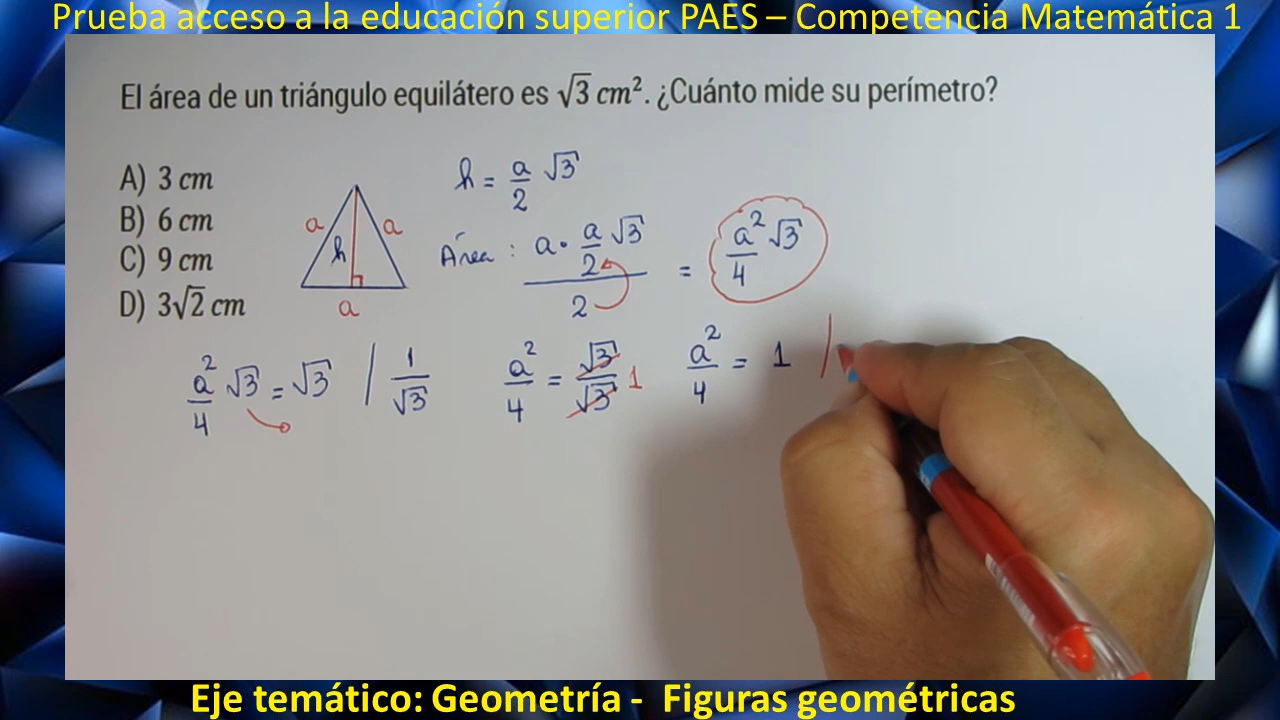 Prueba acceso a la educación superior PAES – Competencia Matemática 1
El área de un triángulo equilátero es √3 cm². ¿Cuánto mide su perímetro?
A) 3 cm
B) 6 cm
C) 9 cm
D) 3√2 cm
a
h
a
a
h = a/2 √3
Área : (a · a/2 √3)/2 = a²/4 √3
a²/4 √3 = √3 / 1/√3
a²/4 = √3/√3 1
a²/4 = 1 /
Eje temático: Geometría - Figuras geométricas